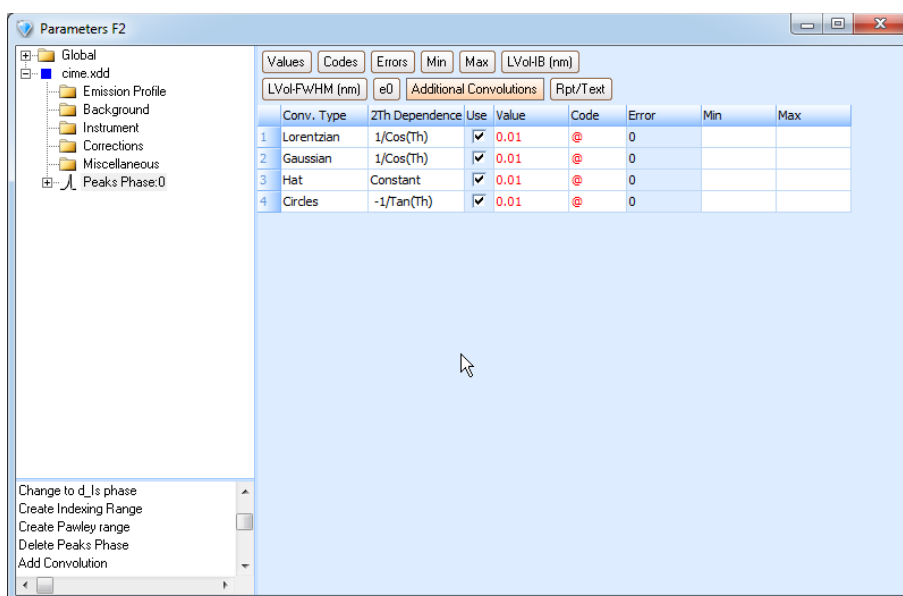 Parameters F2
Global
cime.xdd
Emission Profile
Background
Instrument
Corrections
Miscellaneous
Peaks Phase:0
Change to d_Is phase
Create Indexing Range
Create Pawley range
Delete Peaks Phase
Add Convolution
Values Codes Errors Min Max LVol-IB (nm)
LVol-FWHM (nm) e0 Additional Convolutions Rpt/Text
Conv. Type 2Th Dependence Use Value Code Error Min Max
1 Lorentzian 1/Cos(Th) 0.01 @ 0
2 Gaussian 1/Cos(Th) 0.01 @ 0
3 Hat Constant 0.01 @ 0
4 Circles -1/Tan(Th) 0.01 @ 0